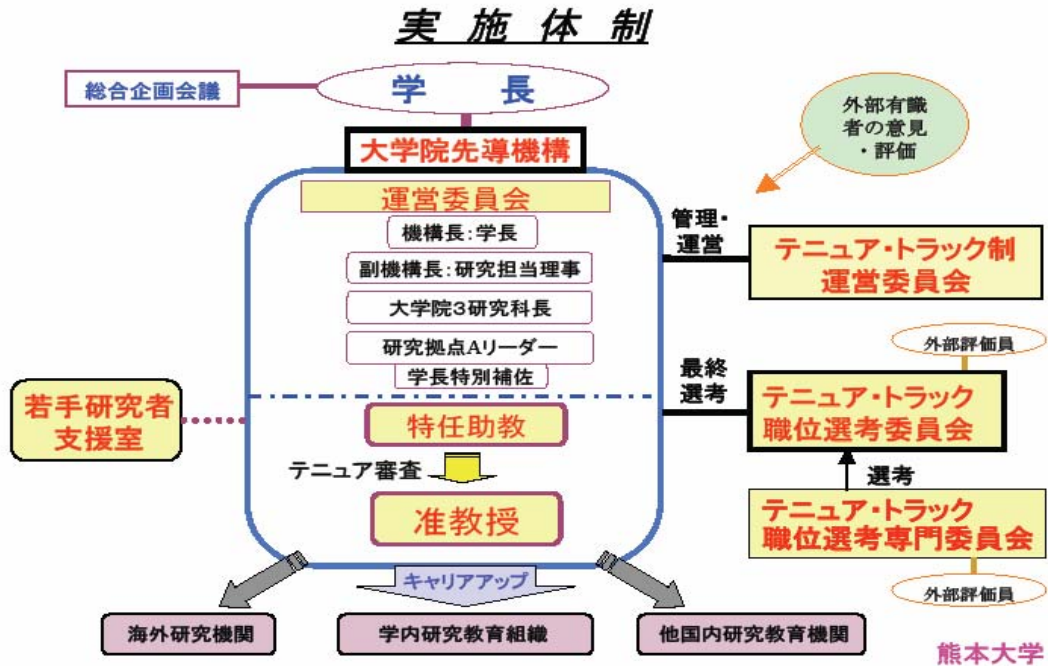 実施体制
総合企画会議
学長
外部有識
者の意見
・評価
大学院先導機構
運営委員会
機構長:学長
副機構長:研究担当理事
大学院3研究科長
研究拠点Aリーダー
学長特別補佐
管理・
運営
テニュア・トラック制
運営委員会
外部評価員
最終
選考
テニュア・トラック
職位選考委員会
若手研究者
支援室
特任助教
テニュア審査
准教授
選考
テニュア・トラック
職位選考専門委員会
外部評価員
キャリアアップ
海外研究機関
学内研究教育組織
他国内研究教育機関
熊本大学